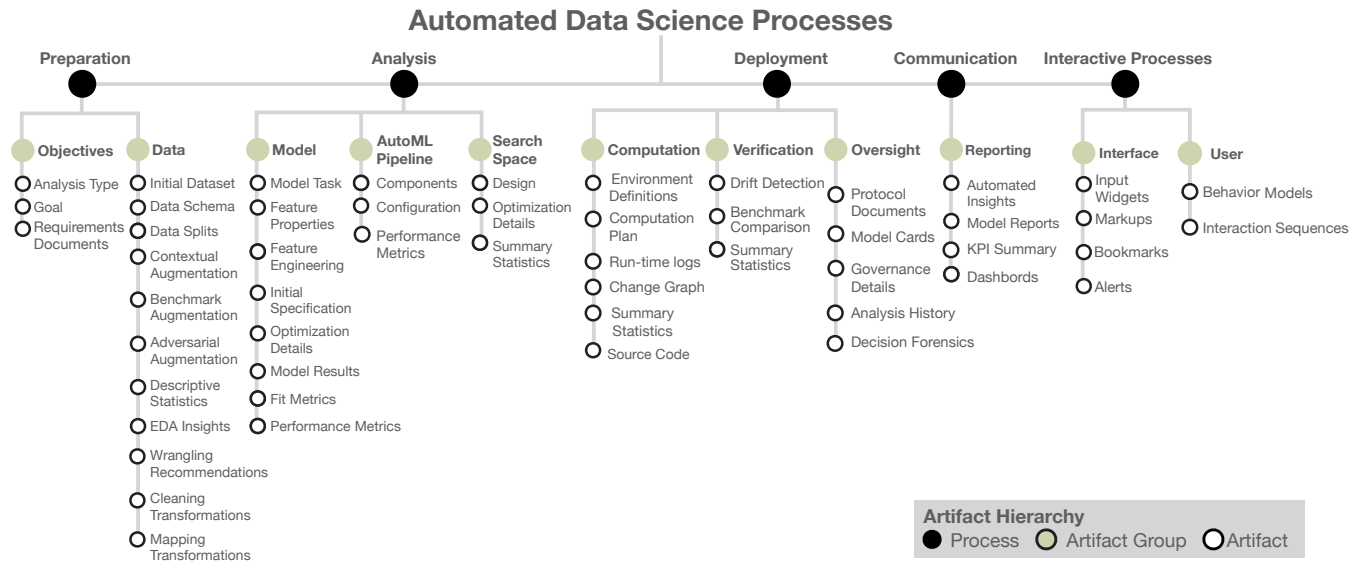 Automated Data Science Processes
Preparation
Analysis
Deployment
Communication
Interactive Processes
Objectives
Analysis Type
Goal
Requirements
Documents
Data
Initial Dataset
Data Schema
Data Splits
Contextual
Augmentation
Benchmark
Augmentation
Adversarial
Augmentation
Descriptive
Statistics
EDA Insights
Wrangling
Recommendations
Cleaning
Transformations
Mapping
Transformations
Model
Model Task
Feature
Properties
Feature
Engineering
Initial
Specification
Optimization
Details
Model Results
Fit Metrics
Performance Metrics
AutoML
Pipeline
Components
Configuration
Performance
Metrics
Search
Space
Design
Optimization
Details
Summary
Statistics
Computation
Environment
Definitions
Computation
Plan
Run-time logs
Change Graph
Summary
Statistics
Source Code
Verification
Drift Detection
Benchmark
Comparison
Summary
Statistics
Oversight
Protocol
Documents
Model Cards
Governance
Details
Analysis History
Decision Forensics
Reporting
Automated
Insights
Model Reports
KPI Summary
Dashbords
Interface
Input
Widgets
Markups
Bookmarks
Alerts
User
Behavior Models
Interaction Sequences
Artifact Hierarchy
Process
Artifact Group
Artifact